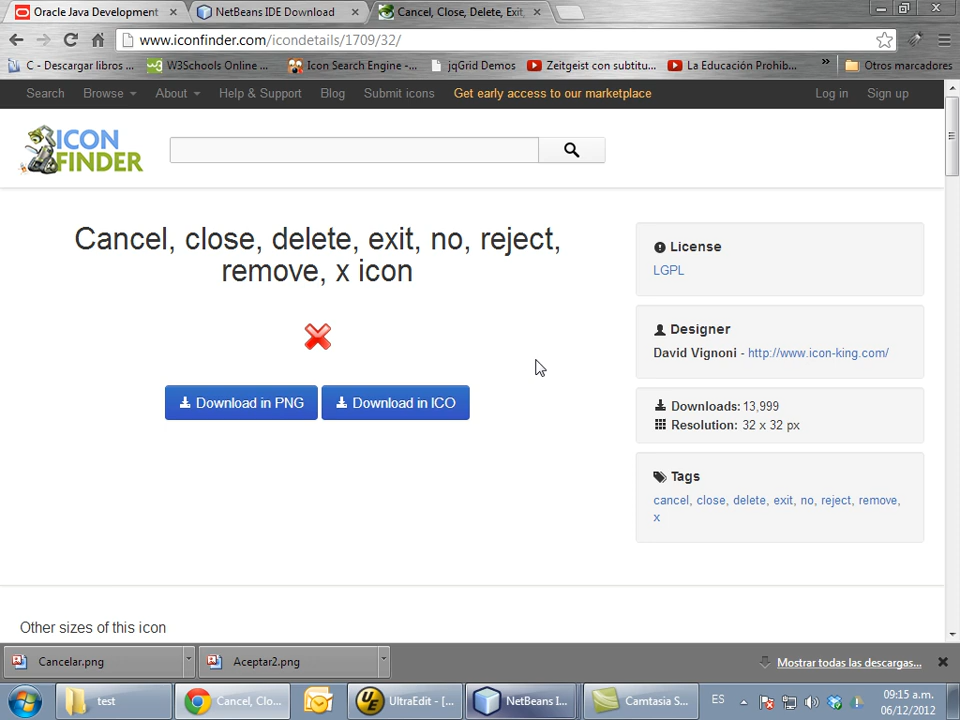 Oracle Java Development
NetBeans IDE Download
Cancel, Close, Delete, Exit,
www.iconfinder.com/icondetails/1709/32/
C - Descargar libros ...
W3Schools Online ...
Icon Search Engine -...
jqGrid Demos
Zeitgeist con subtitu...
La Educación Prohib...
»
Otros marcadores
Search
Browse
About
Help & Support
Blog
Submit icons
Get early access to our marketplace
Log in
Sign up
ICON
FINDER
Cancel, close, delete, exit, no, reject,
remove, x icon
Download in PNG
Download in ICO
License
LGPL
Designer
David Vignoni - http://www.icon-king.com/
Downloads: 13,999
Resolution: 32 x 32 px
Tags
cancel, close, delete, exit, no, reject, remove,
x
Other sizes of this icon
Cancelar.png
Aceptar2.png
Mostrar todas las descargas...
test
Cancel, Clo...
UltraEdit - [...
NetBeans I...
Camtasia S...
ES
09:15 a.m.
06/12/2012